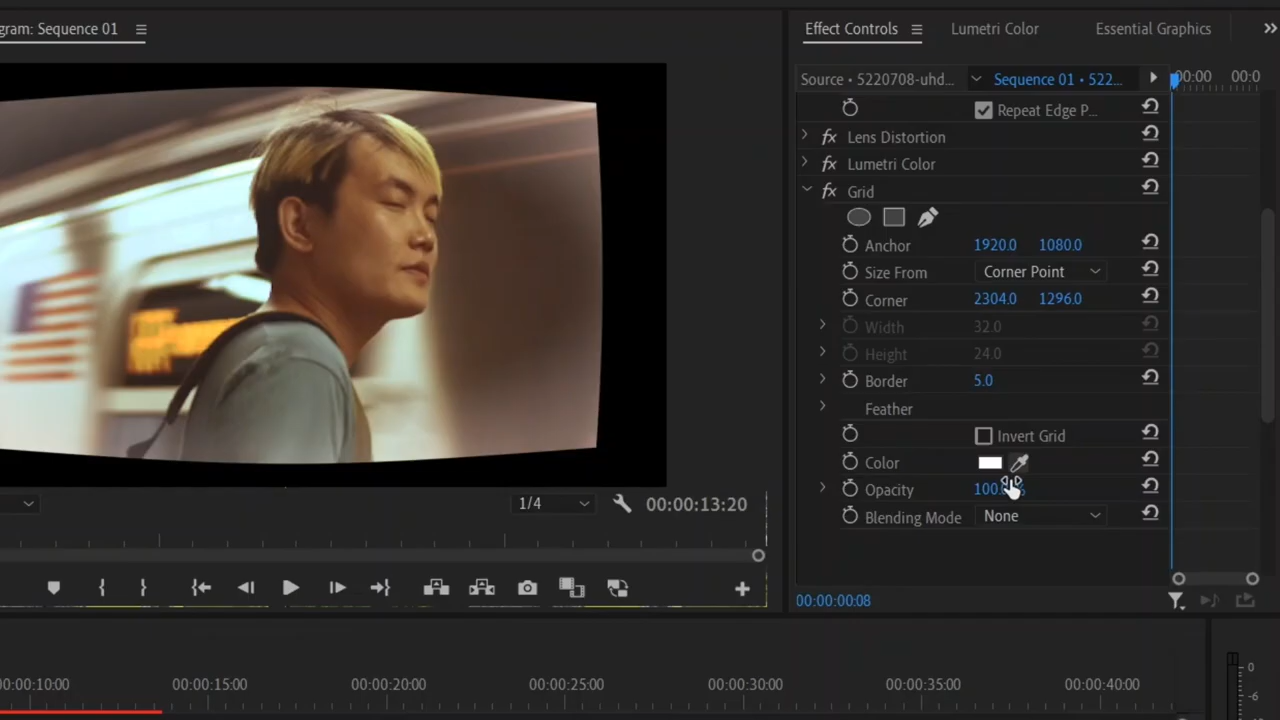 gram: Sequence 01
Effect Controls
Lumetri Color
Essential Graphics
Source • 5220708-uhd...
Sequence 01 • 522...
00:00
00:0
Repeat Edge P...
fx Lens Distortion
fx Lumetri Color
fx Grid
Anchor 1920.0 1080.0
Size From Corner Point
Corner 2304.0 1296.0
Width 32.0
Height 24.0
Border 5.0
Feather
Invert Grid
Color
Opacity
Blending Mode None
1/4
00:00:13:20
00:00:00:08
00:00:10:00
00:00:15:00
00:00:20:00
00:00:25:00
00:00:30:00
00:00:35:00
00:00:40:00
0
-6